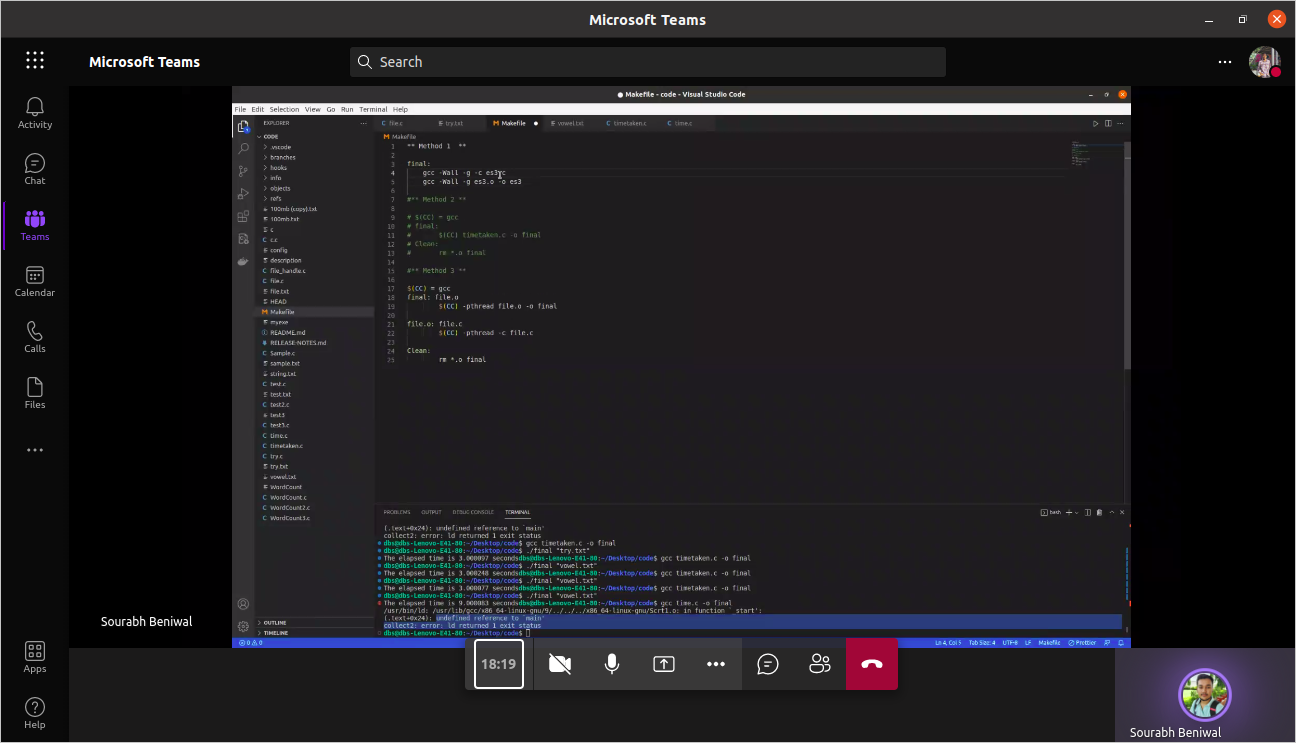 Microsoft Teams
Microsoft Teams
Search
Activity
Chat
Teams
Calendar
Calls
Files
Apps
Help
Makefile - code - Visual Studio Code
File Edit Selection View Go Run Terminal Help
EXPLORER
CODE
.vscode
branches
hooks
info
objects
refs
100mb (copy).txt
100mb.txt
c
c.c
config
description
file_handle.c
file.c
file.txt
HEAD
Makefile
myexe
README.md
RELEASE-NOTES.md
Sample.c
sample.txt
string.txt
test.c
test.txt
test2.c
test3
test3.c
time.c
timetaken.c
try.c
try.txt
vowel.txt
WordCount
WordCount.c
WordCount2.c
WordCount3.c
OUTLINE
TIMELINE
file.c try.txt Makefile vowel.txt timetaken.c time.c
Makefile
1 ** Method 1 **
2
3 final:
4 gcc -Wall -g -c es3.c
5 gcc -Wall -g es3.o -o es3
6
7 #** Method 2 **
8
9 # $(CC) = gcc
10 # final:
11 # $(CC) timetaken.c -o final
12 # Clean:
13 # rm *.o final
14
15 #** Method 3 **
16
17 $(CC) = gcc
18 final: file.o
19 $(CC) -pthread file.o -o final
20
21 file.o: file.c
22 $(CC) -pthread -c file.c
23
24 Clean:
25 rm *.o final
PROBLEMS OUTPUT DEBUG CONSOLE TERMINAL
bash
(.text+0x24): undefined reference to `main'
collect2: error: ld returned 1 exit status
dbs@dbs-Lenovo-E41-80:~/Desktop/code$ gcc timetaken.c -o final
dbs@dbs-Lenovo-E41-80:~/Desktop/code$ ./final "try.txt"
The elapsed time is 3.000097 secondsdbs@dbs-Lenovo-E41-80:~/Desktop/code$ gcc timetaken.c -o final
dbs@dbs-Lenovo-E41-80:~/Desktop/code$ ./final "vowel.txt"
The elapsed time is 3.000248 secondsdbs@dbs-Lenovo-E41-80:~/Desktop/code$ gcc timetaken.c -o final
dbs@dbs-Lenovo-E41-80:~/Desktop/code$ ./final "vowel.txt"
The elapsed time is 3.000077 secondsdbs@dbs-Lenovo-E41-80:~/Desktop/code$ gcc timetaken.c -o final
dbs@dbs-Lenovo-E41-80:~/Desktop/code$ ./final "vowel.txt"
The elapsed time is 9.000083 secondsdbs@dbs-Lenovo-E41-80:~/Desktop/code$ gcc time.c -o final
/usr/bin/ld: /usr/lib/gcc/x86_64-linux-gnu/9/../../../x86_64-linux-gnu/Scrt1.o: in function `_start':
(.text+0x24): undefined reference to `main'
collect2: error: ld returned 1 exit status
dbs@dbs-Lenovo-E41-80:~/Desktop/code$
0 0
Ln 4, Col 5 Tab Size: 4 UTF-8 LF Makefile Prettier
Sourabh Beniwal
18:19
Sourabh Beniwal